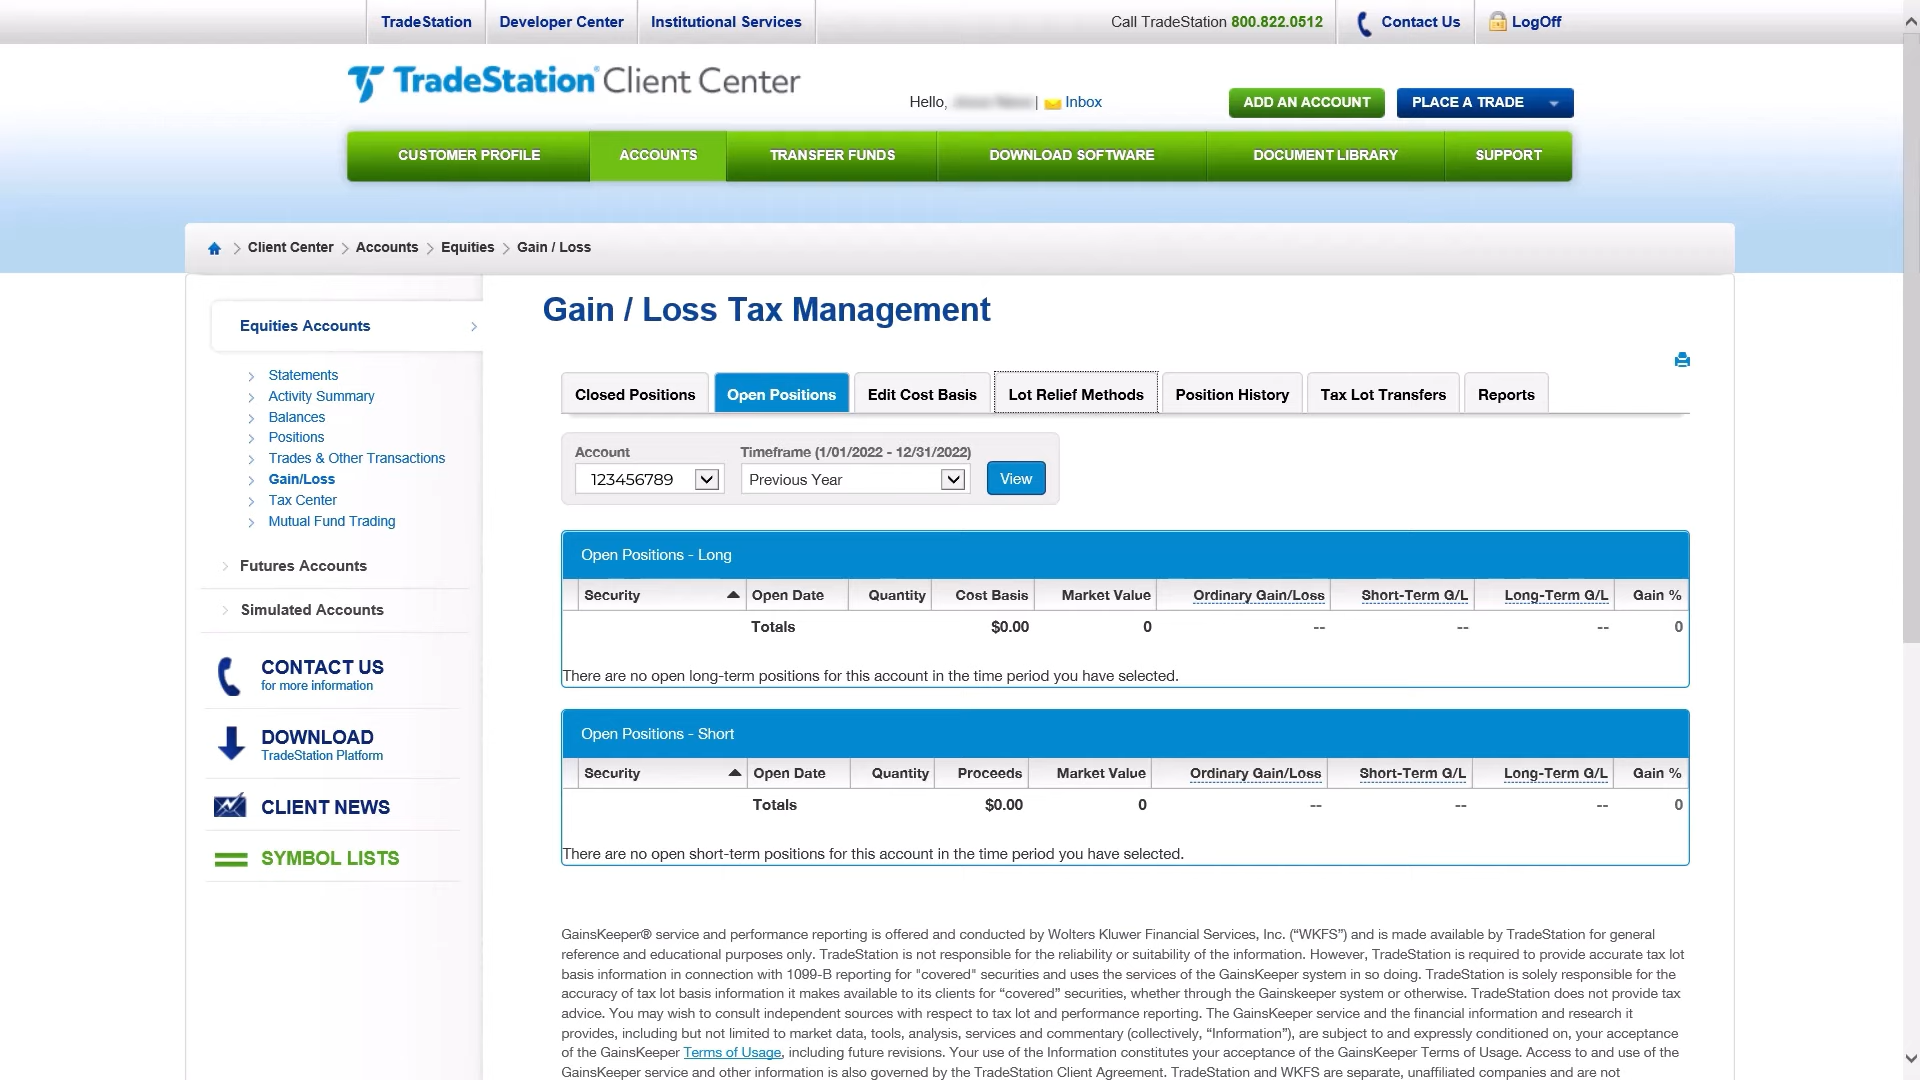 TradeStation Developer Center Institutional Services Call TradeStation 800.822.0512 Contact Us LogOff
TradeStation® Client Center
Hello, | Inbox
ADD AN ACCOUNT PLACE A TRADE
CUSTOMER PROFILE ACCOUNTS TRANSFER FUNDS DOWNLOAD SOFTWARE DOCUMENT LIBRARY SUPPORT
Client Center Accounts Equities Gain / Loss
Equities Accounts
Statements
Activity Summary
Balances
Positions
Trades & Other Transactions
Gain/Loss
Tax Center
Mutual Fund Trading
Futures Accounts
Simulated Accounts
CONTACT US
for more information
DOWNLOAD
TradeStation Platform
CLIENT NEWS
SYMBOL LISTS
Gain / Loss Tax Management
Closed Positions Open Positions Edit Cost Basis Lot Relief Methods Position History Tax Lot Transfers Reports
Account Timeframe (1/01/2022 - 12/31/2022)
123456789 Previous Year View
Open Positions - Long
Security Open Date Quantity Cost Basis Market Value Ordinary Gain/Loss Short-Term G/L Long-Term G/L Gain %
Totals $0.00 0 -- -- -- 0
There are no open long-term positions for this account in the time period you have selected.
Open Positions - Short
Security Open Date Quantity Proceeds Market Value Ordinary Gain/Loss Short-Term G/L Long-Term G/L Gain %
Totals $0.00 0 -- -- -- 0
There are no open short-term positions for this account in the time period you have selected.
GainsKeeper® service and performance reporting is offered and conducted by Wolters Kluwer Financial Services, Inc. (“WKFS”) and is made available by TradeStation for general
reference and educational purposes only. TradeStation is not responsible for the reliability or suitability of the information. However, TradeStation is required to provide accurate tax lot
basis information in connection with 1099-B reporting for "covered" securities and uses the services of the GainsKeeper system in so doing. TradeStation is solely responsible for the
accuracy of tax lot basis information it makes available to its clients for “covered” securities, whether through the Gainskeeper system or otherwise. TradeStation does not provide tax
advice. You may wish to consult independent sources with respect to tax lot and performance reporting. The GainsKeeper service and the financial information and research it
provides, including but not limited to market data, tools, analysis, services and commentary (collectively, “Information”), are subject to and expressly conditioned on, your acceptance
of the GainsKeeper Terms of Usage, including future revisions. Your use of the Information constitutes your acceptance of the GainsKeeper Terms of Usage. Access to and use of the
GainsKeeper service and other information is also governed by the TradeStation Client Agreement. TradeStation and WKFS are separate, unaffiliated companies and are not